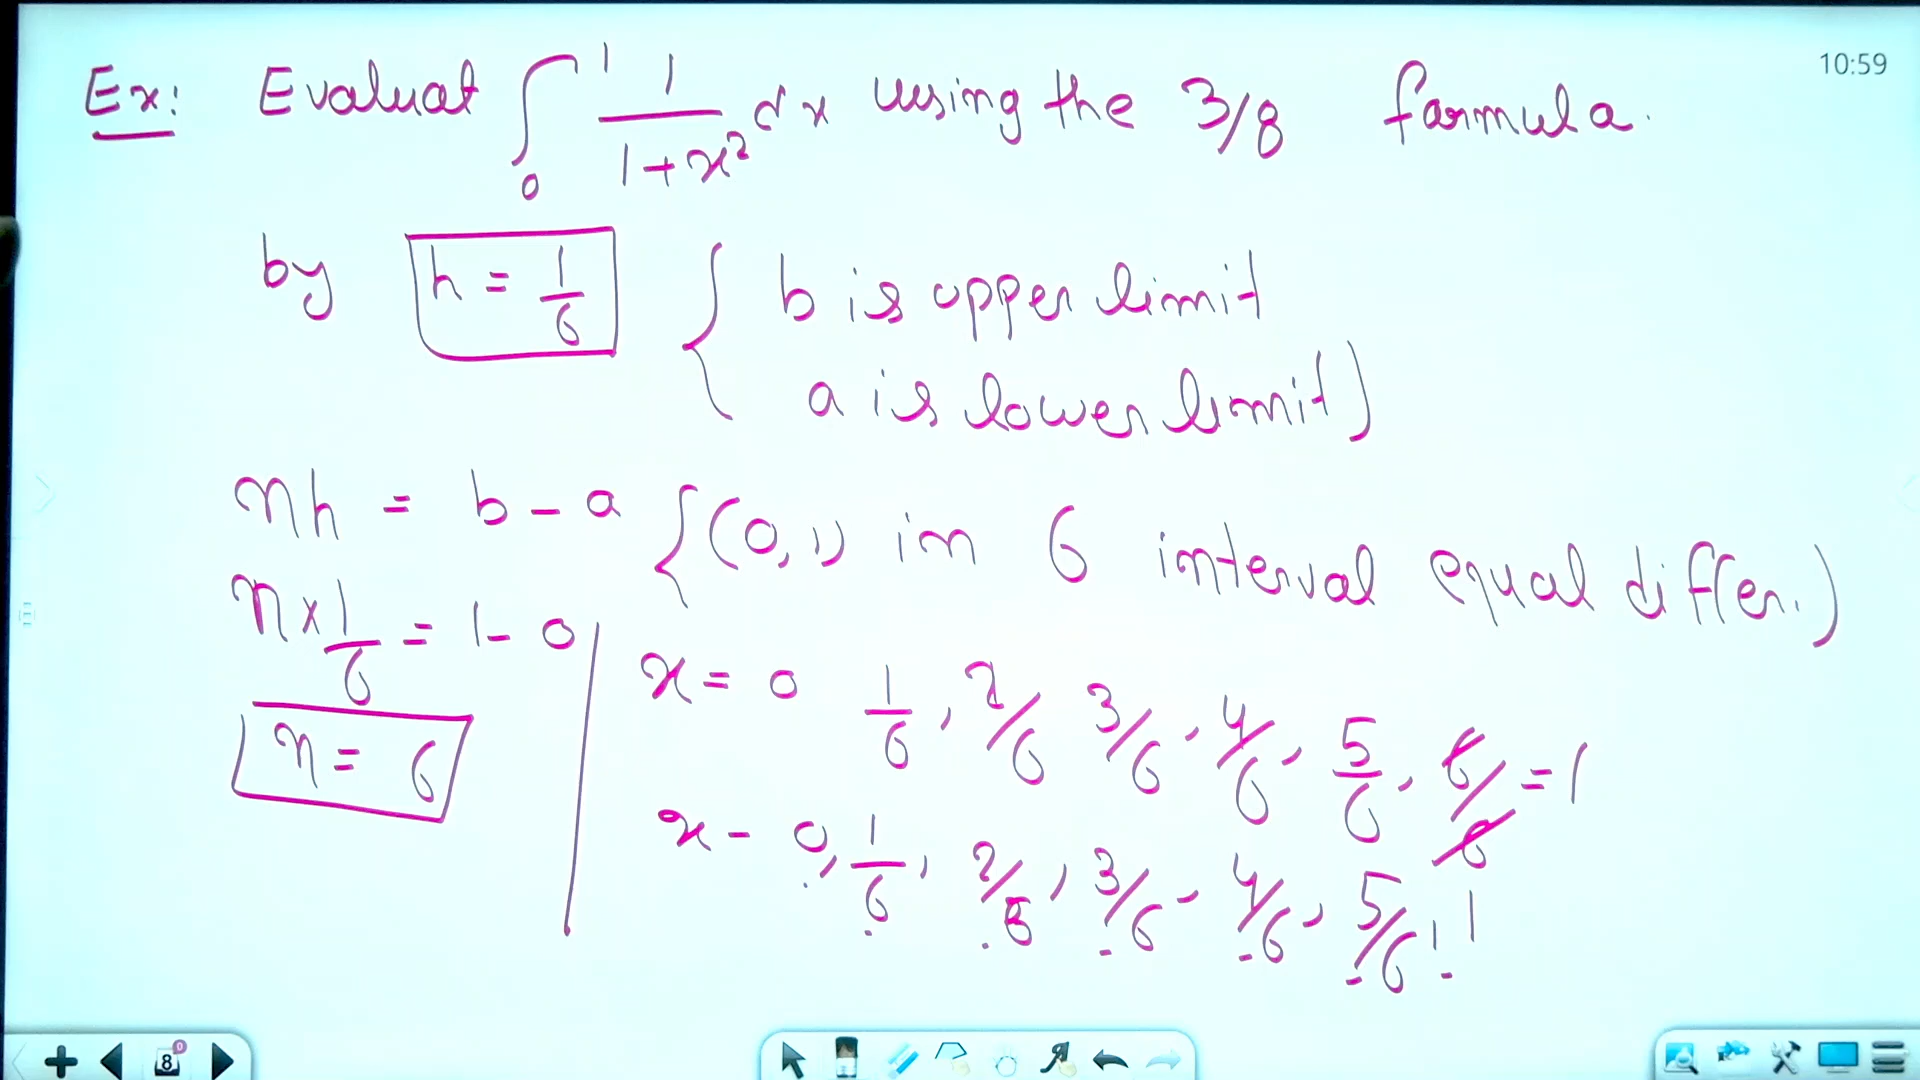 10:59
Ex: Evaluat ∫₀¹ 1/(1+x²) dx using the 3/8 formula.
by h = 1/6 { b is upper limit
a is lower limit)
nh = b - a {(0,1) in 6 interval equal differ.)
n×1/6 = 1-0
n = 6
x = 0 1/6, 2/6 3/6, 4/6, 5/6, 6/6 = 1
x - 0, 1/6, 2/6, 3/6, 4/6, 5/6, 1
8
0